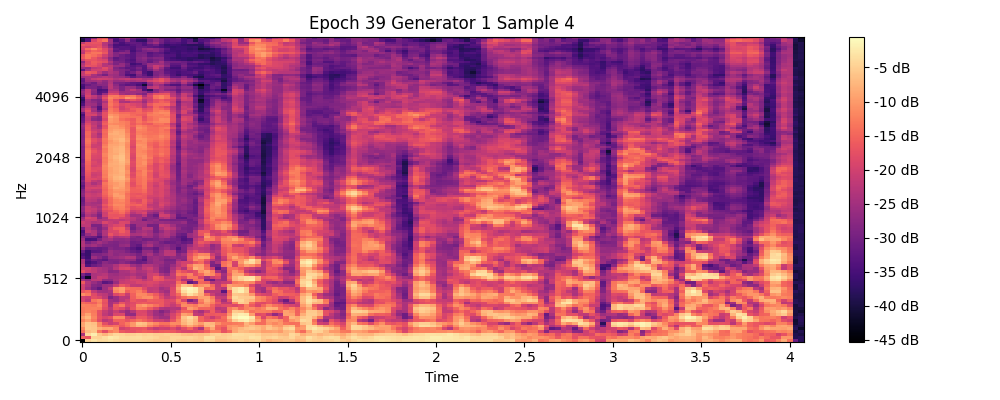 Epoch 39 Generator 1 Sample 4
Hz
4096
2048
1024
512
0
0 0.5 1 1.5 2 2.5 3 3.5 4
Time
-5 dB
-10 dB
-15 dB
-20 dB
-25 dB
-30 dB
-35 dB
-40 dB
-45 dB